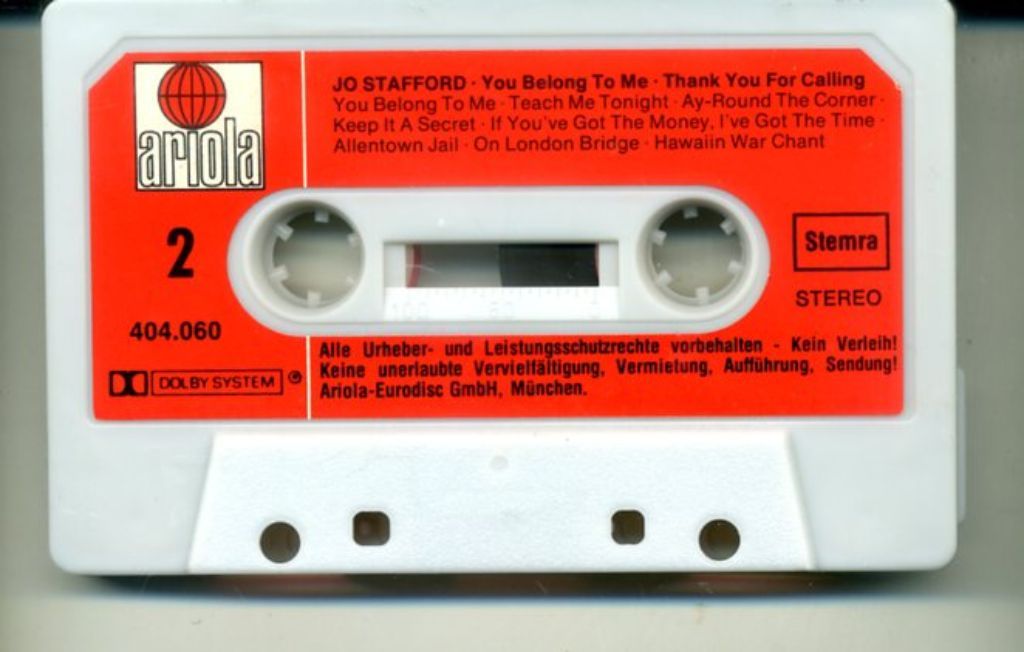 ariola
JO STAFFORD · You Belong To Me · Thank You For Calling
You Belong To Me · Teach Me Tonight · Ay-Round The Corner ·
Keep It A Secret · If You've Got The Money, I've Got The Time ·
Allentown Jail · On London Bridge · Hawaiin War Chant
2
404.060
DOLBY SYSTEM
Stemra
STEREO
100 50
Alle Urheber- und Leistungsschutzrechte vorbehalten - Kein Verleih!
Keine unerlaubte Vervielfältigung, Vermietung, Aufführung, Sendung!
Ariola-Eurodisc GmbH, München.